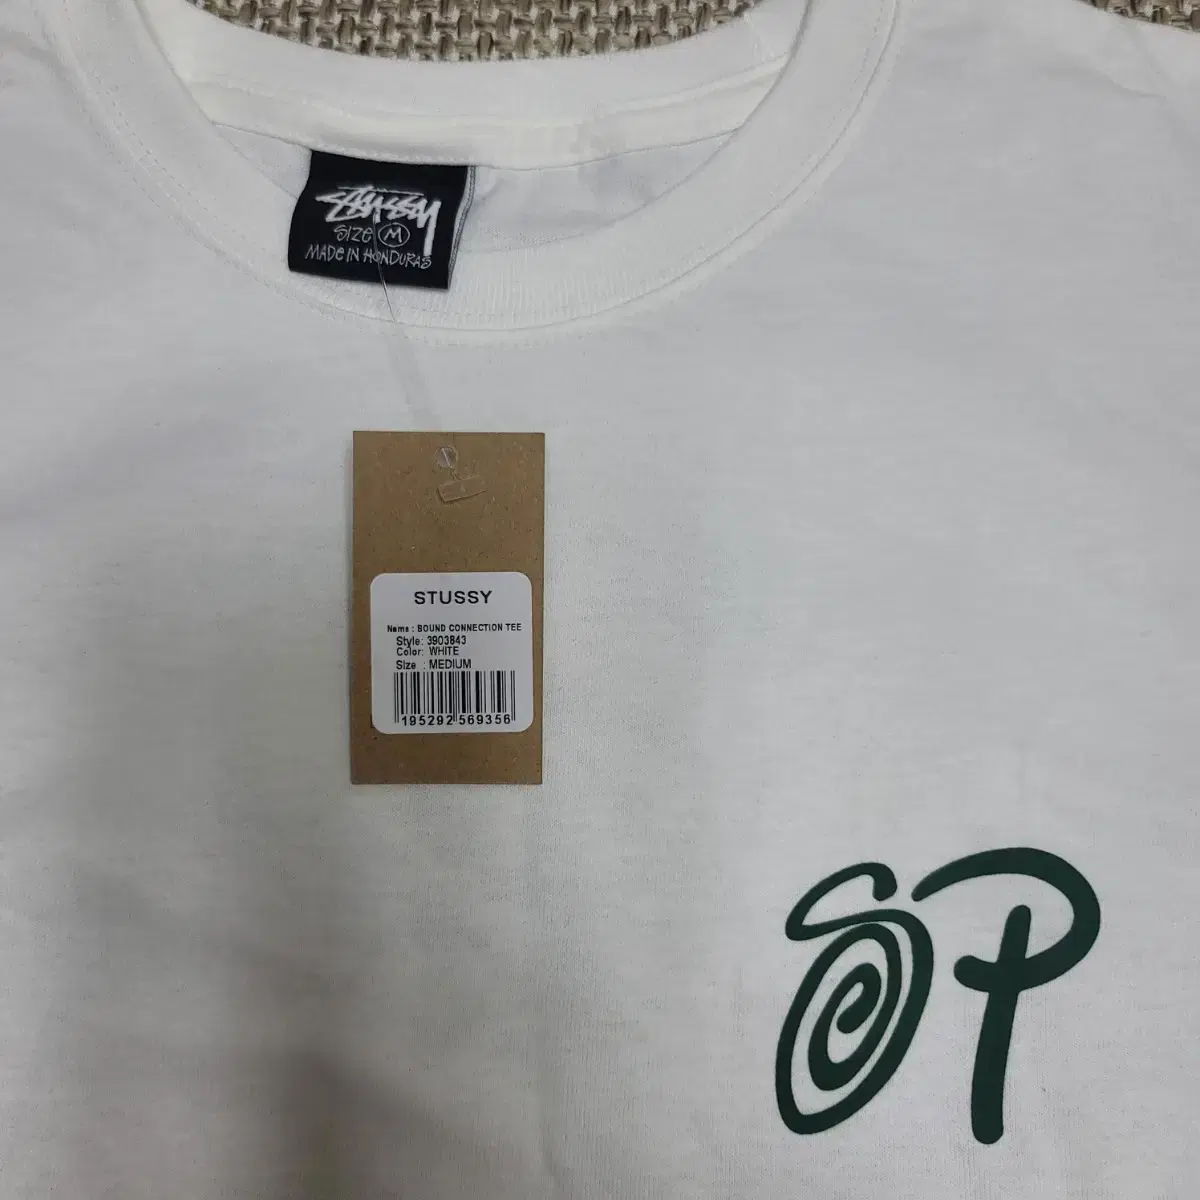 STUSSY
SIZE M
MADE IN HONDURAS
STUSSY
Name : BOUND CONNECTION TEE
Style: 3903843
Color: WHITE
Size : MEDIUM
195292 569356
SP